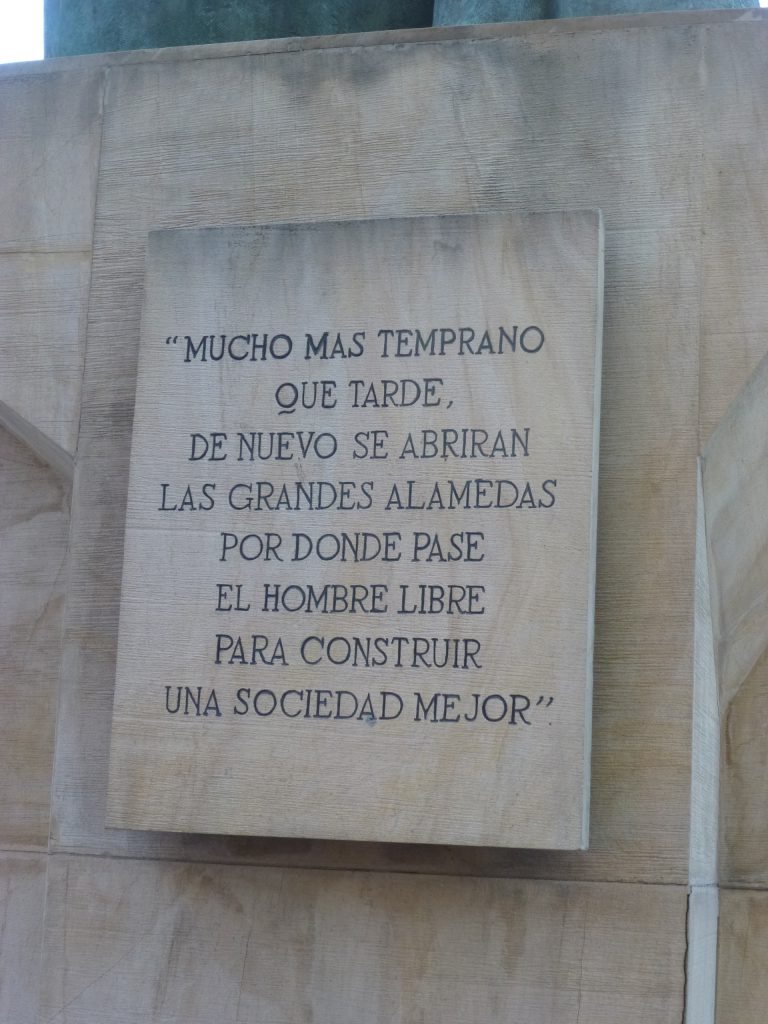 “MUCHO MAS TEMPRANO
QUE TARDE,
DE NUEVO SE ABRIRAN
LAS GRANDES ALAMEDAS
POR DONDE PASE
EL HOMBRE LIBRE
PARA CONSTRUIR
UNA SOCIEDAD MEJOR”